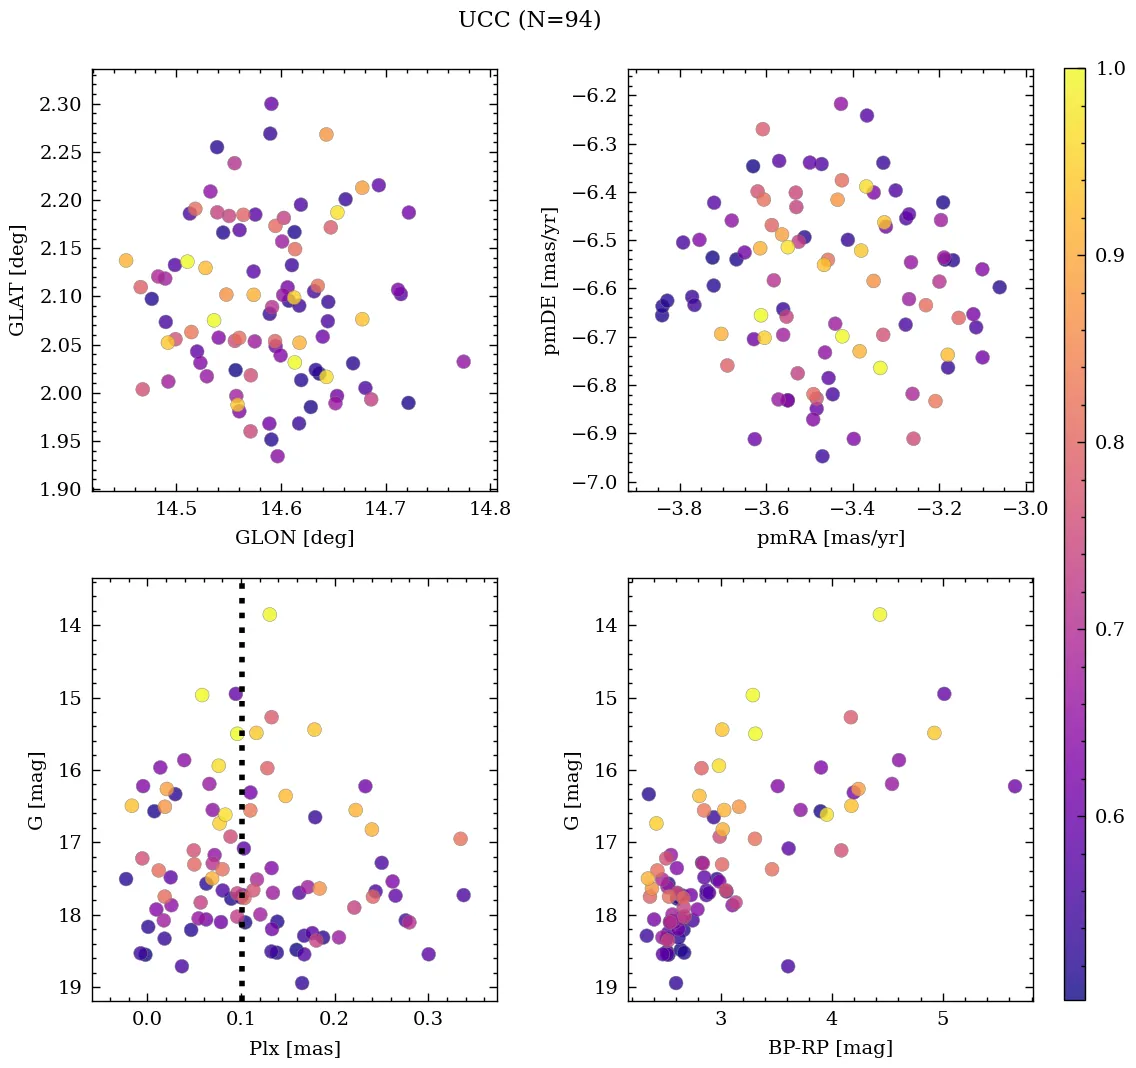 UCC (N=94)
2.30
2.25
2.20
2.15
2.10
2.05
2.00
1.95
1.90
GLAT [deg]
14.5 14.6 14.7 14.8
GLON [deg]
−6.2
−6.3
−6.4
−6.5
−6.6
−6.7
−6.8
−6.9
−7.0
pmDE [mas/yr]
−3.8 −3.6 −3.4 −3.2 −3.0
pmRA [mas/yr]
14
15
16
17
18
19
G [mag]
0.0 0.1 0.2 0.3
Plx [mas]
14
15
16
17
18
19
G [mag]
3 4 5
BP-RP [mag]
1.0
0.9
0.8
0.7
0.6